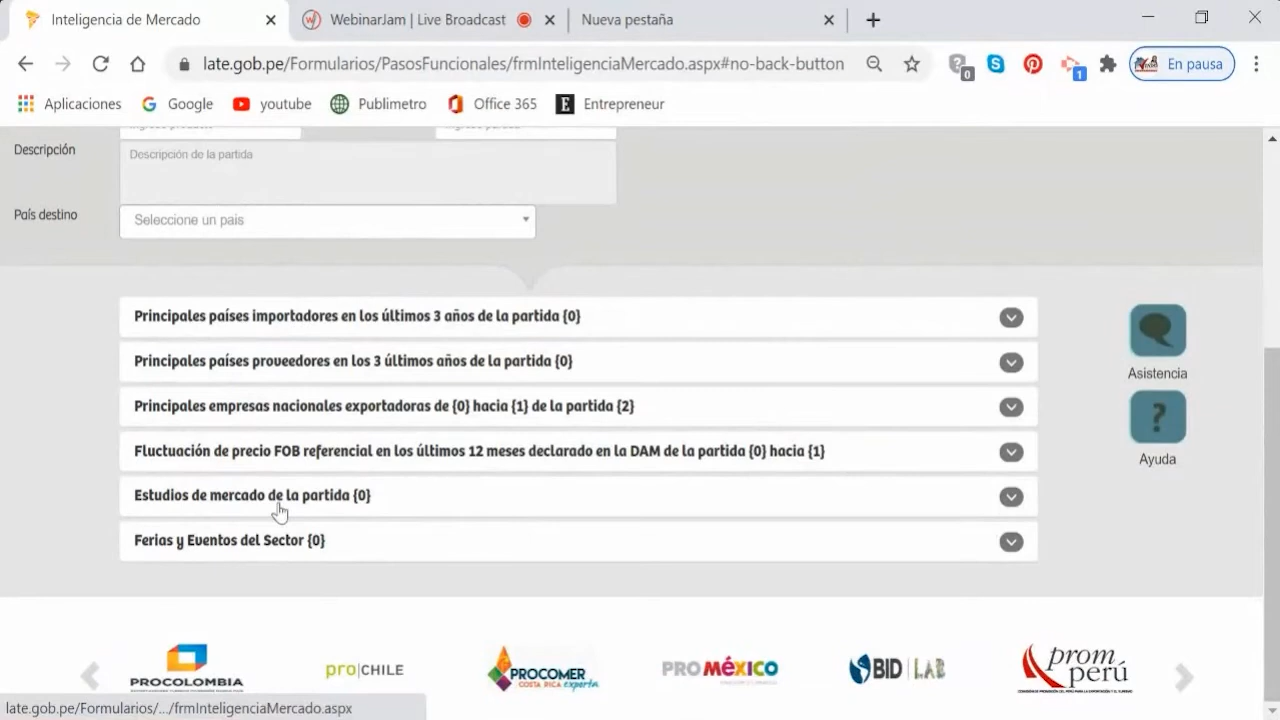 Inteligencia de Mercado
WebinarJam | Live Broadcast
Nueva pestaña
late.gob.pe/Formularios/PasosFuncionales/frmInteligenciaMercado.aspx#no-back-button
0
1
En pausa
Aplicaciones
Google
youtube
Publimetro
Office 365
Entrepreneur
Descripción
Descripción de la partida
País destino
Seleccione un pais
Principales países importadores en los últimos 3 años de la partida {0}
Principales países proveedores en los 3 últimos años de la partida {0}
Principales empresas nacionales exportadoras de {0} hacia {1} de la partida {2}
Fluctuación de precio FOB referencial en los últimos 12 meses declarado en la DAM de la partida {0} hacia {1}
Estudios de mercado de la partida {0}
Ferias y Eventos del Sector {0}
Asistencia
?
Ayuda
PROCOLOMBIA
pro|CHILE
PROCOMER
COSTA RICA exporta
PROMÉXICO
BID | LAB
prom
perú
late.gob.pe/Formularios/.../frmInteligenciaMercado.aspx